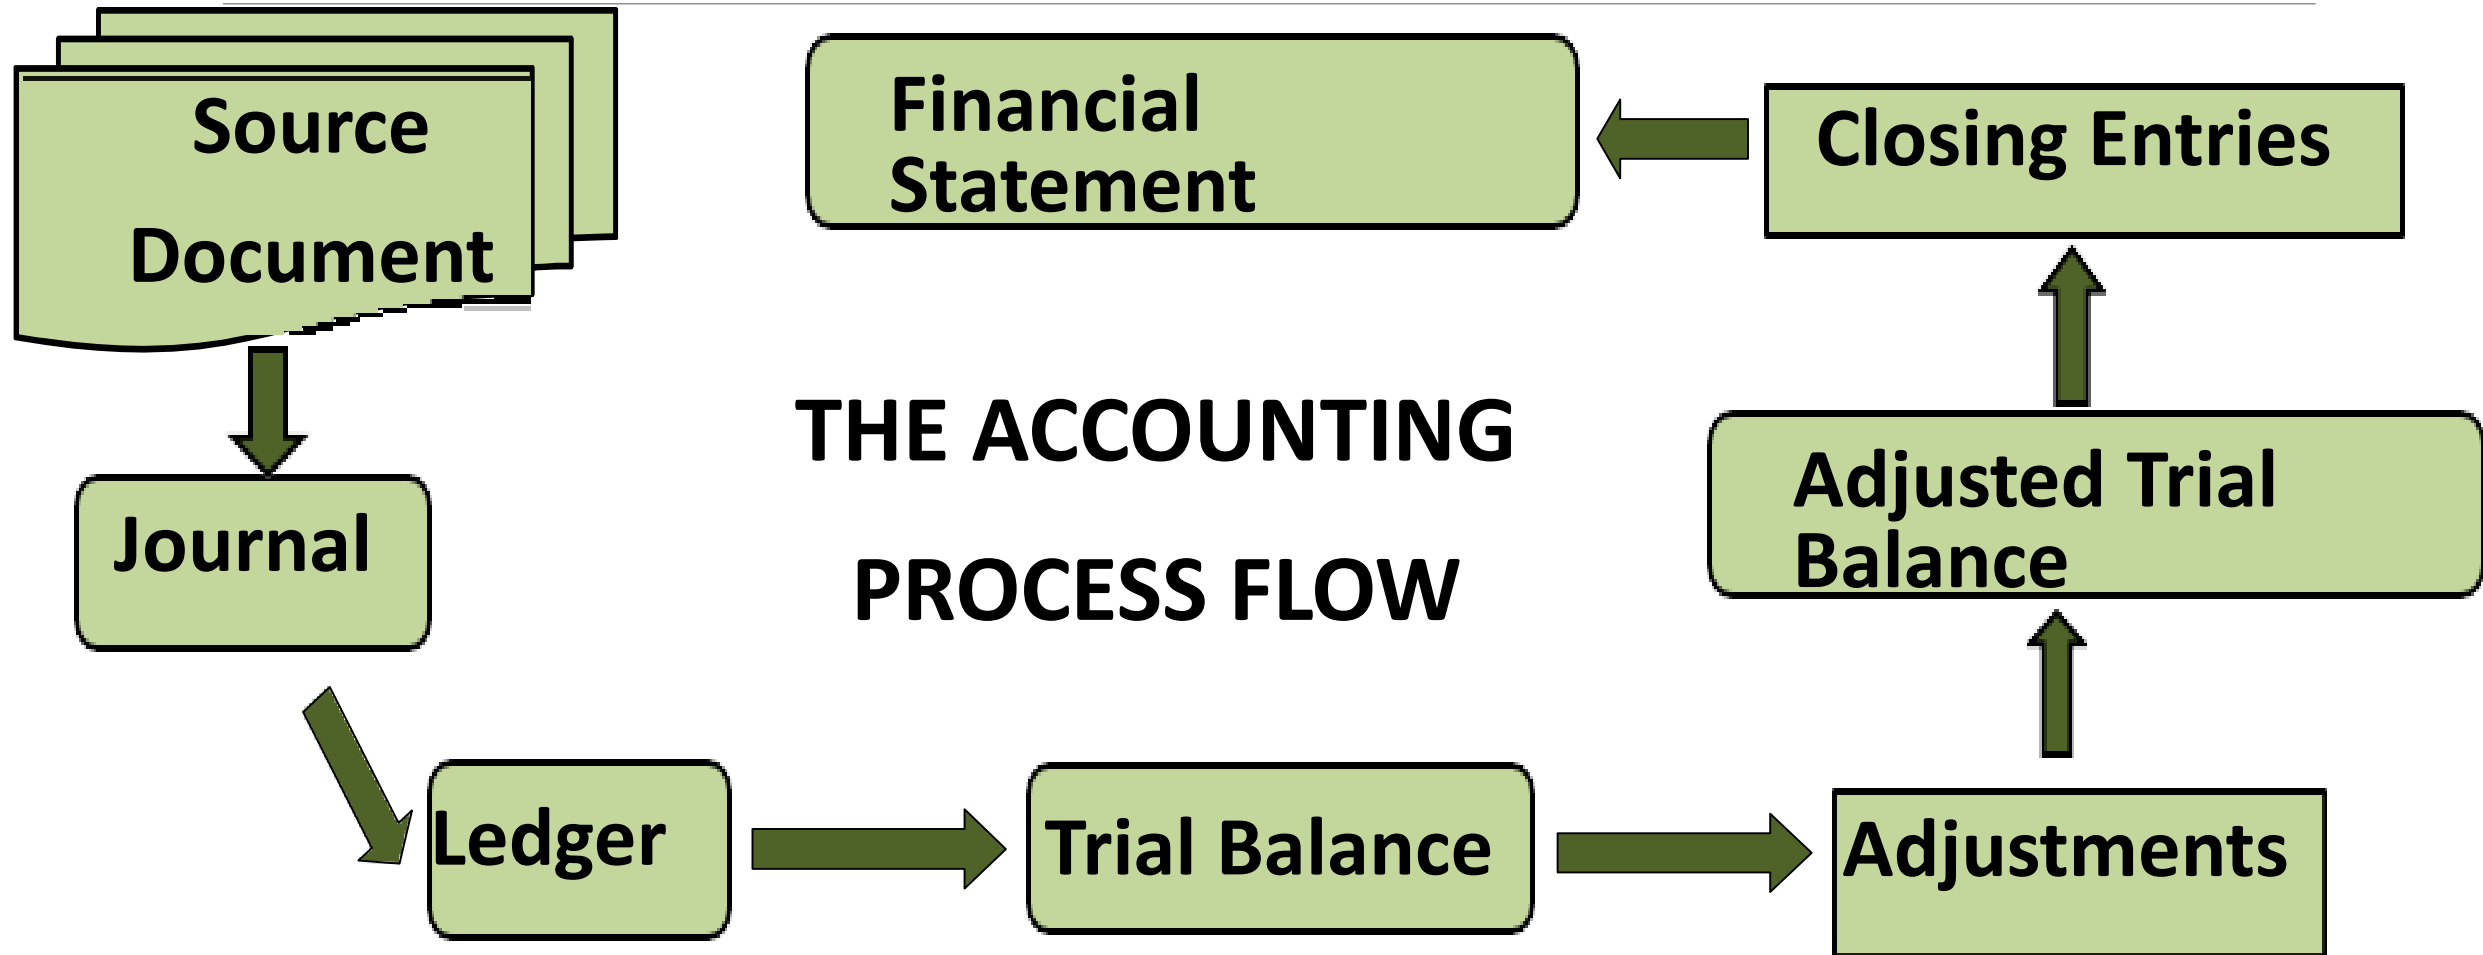 Source
Document
Financial
Statement
Closing Entries
THE ACCOUNTING
PROCESS FLOW
Journal
Adjusted Trial
Balance
Ledger
Trial Balance
Adjustments